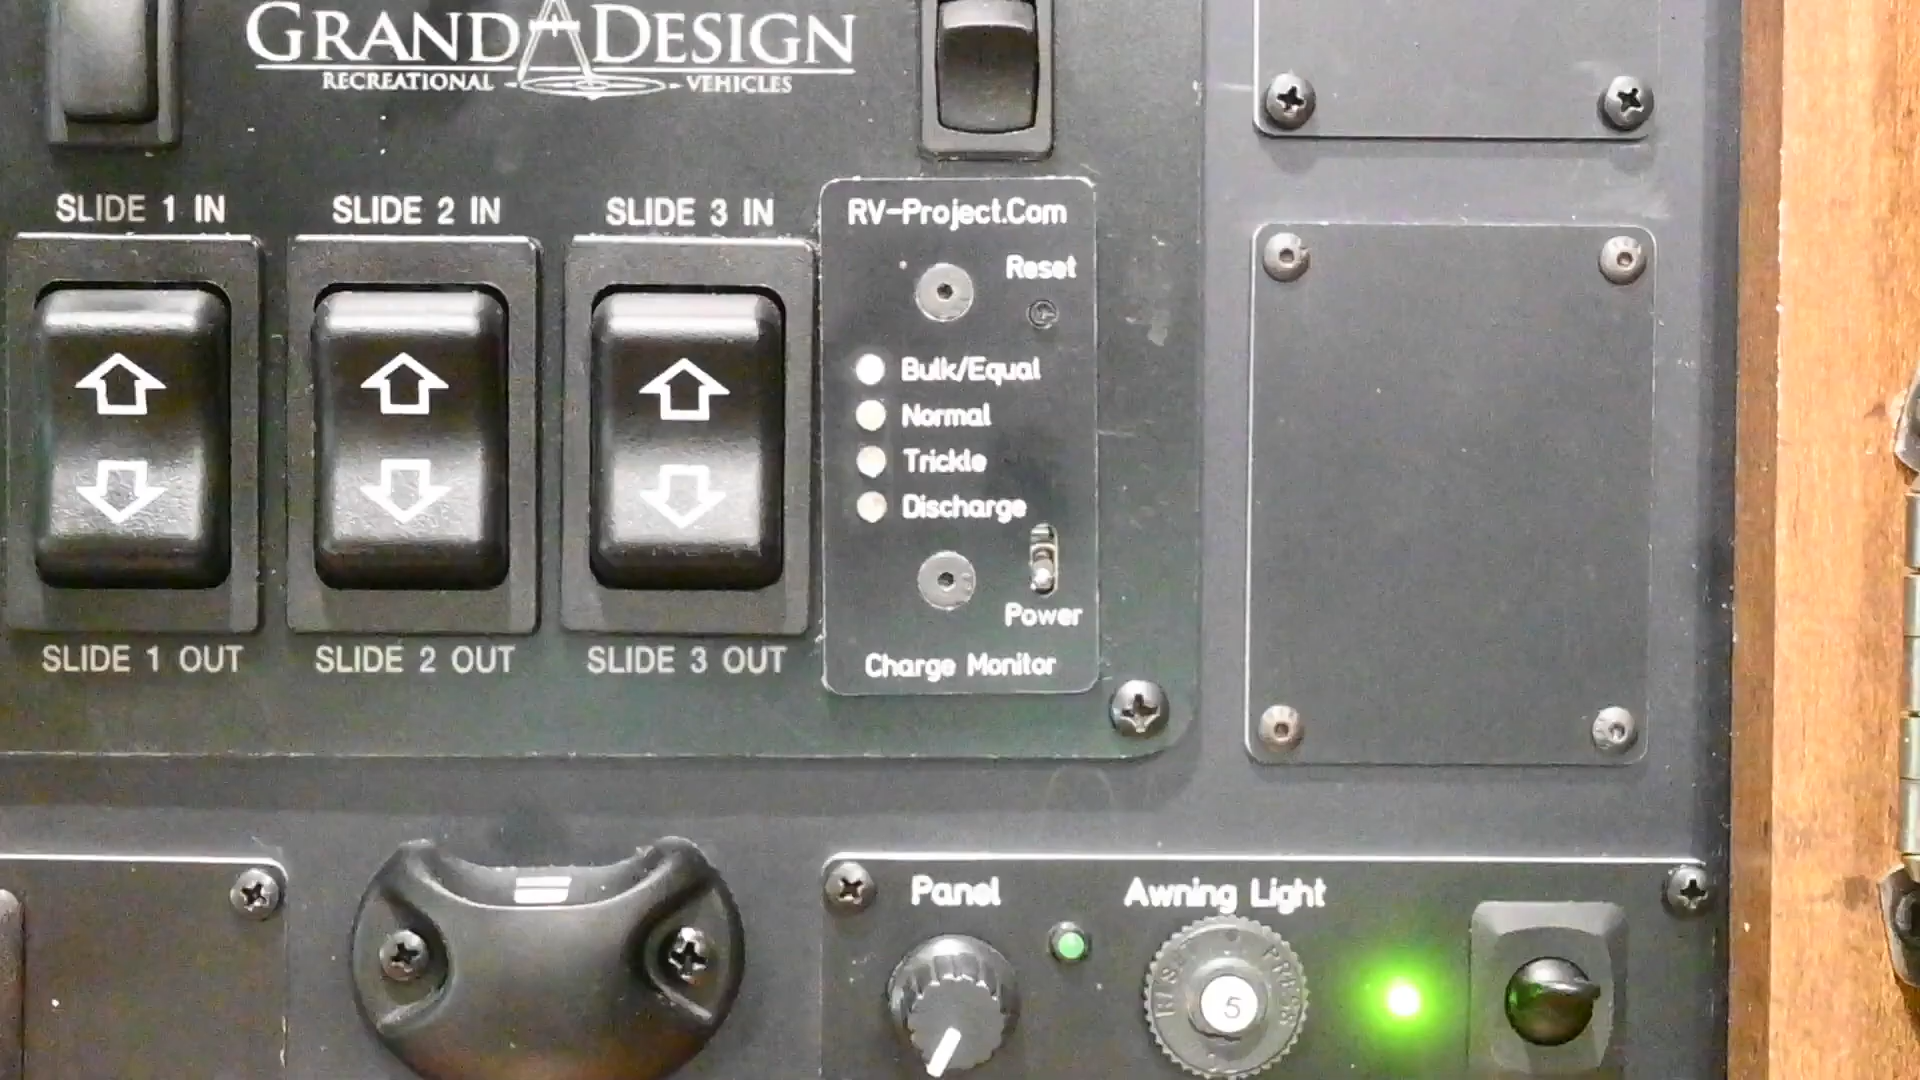 GRAND DESIGN
RECREATIONAL VEHICLES
SLIDE 1 IN
SLIDE 2 IN
SLIDE 3 IN
RV-Project.Com
Reset
Bulk/Equal
Normal
Trickle
Discharge
Power
SLIDE 1 OUT
SLIDE 2 OUT
SLIDE 3 OUT
Charge Monitor
Panel
Awning Light
PRESS
5